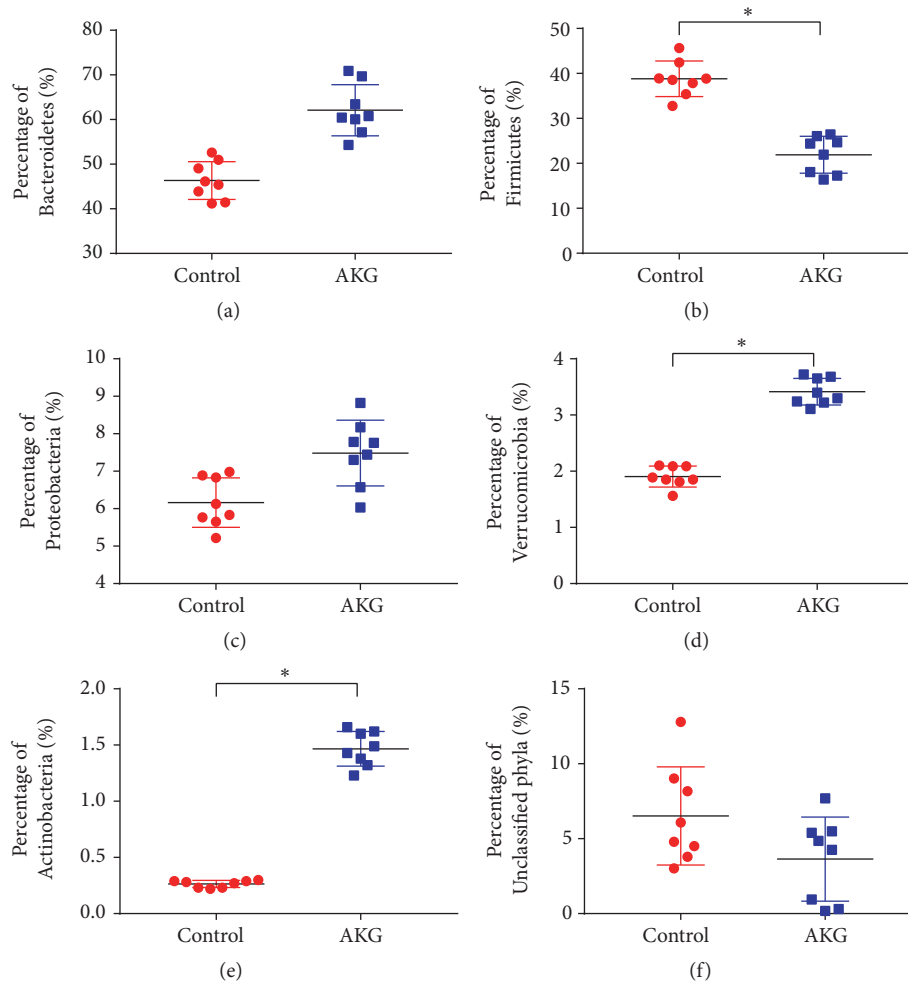 Percentage of
Bacteroidetes (%)
80
70
60
50
40
30
Control
AKG
(a)
Percentage of
Firmicutes (%)
50
40
30
20
10
0
*
Control
AKG
(b)
Percentage of
Proteobacteria (%)
10
9
8
7
6
5
4
Control
AKG
(c)
Percentage of
Verrucomicrobia (%)
4
3
2
1
0
*
Control
AKG
(d)
Percentage of
Actinobacteria (%)
2.0
1.5
1.0
0.5
0.0
*
Control
AKG
(e)
Percentage of
Unclassified phyla (%)
15
10
5
0
Control
AKG
(f)